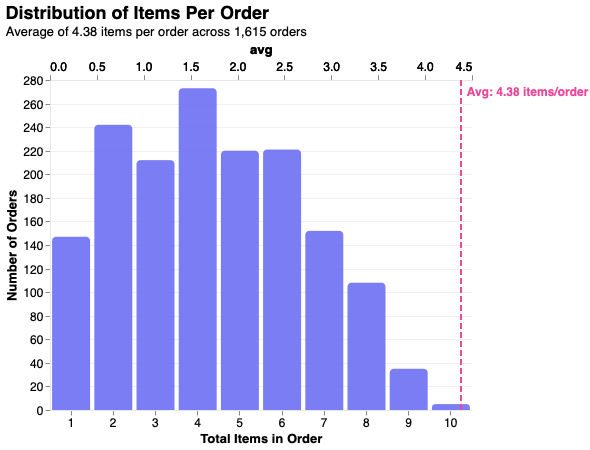 Distribution of Items Per Order
Average of 4.38 items per order across 1,615 orders
avg
0.0 0.5 1.0 1.5 2.0 2.5 3.0 3.5 4.0 4.5
Avg: 4.38 items/order
280
260
240
220
200
180
160
140
120
100
80
60
40
20
0
Number of Orders
1 2 3 4 5 6 7 8 9 10
Total Items in Order